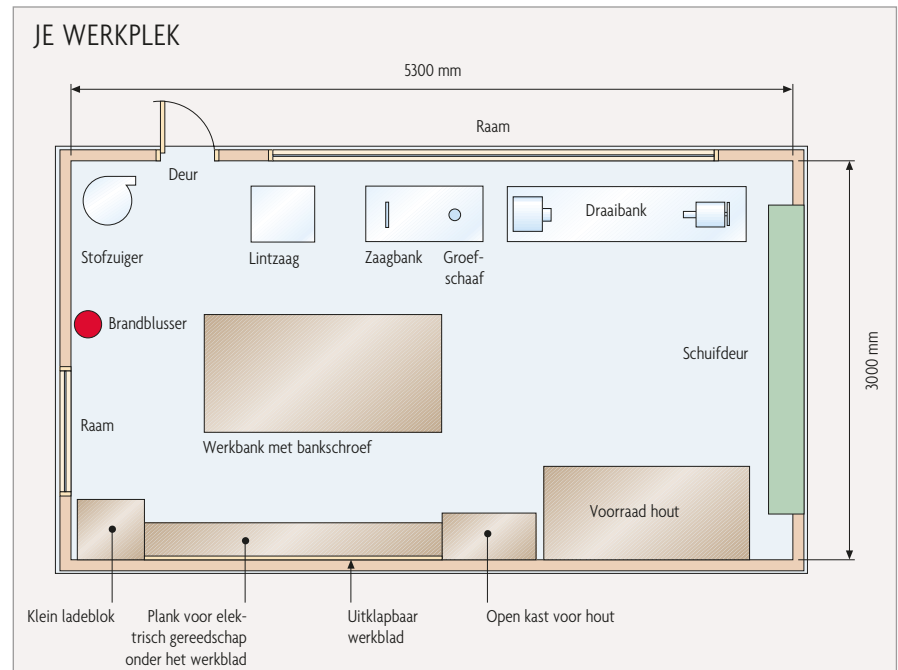 JE WERKPLEK
5300 mm
Raam
Deur
Draaibank
Stofzuiger
Lintzaag
Zaagbank
Groef-
schaaf
Brandblusser
Schuifdeur
3000 mm
Raam
Werkbank met bankschroef
Voorraad hout
Klein ladeblok
Plank voor elek-
trisch gereedschap
onder het werkblad
Uitklapbaar
werkblad
Open kast voor hout